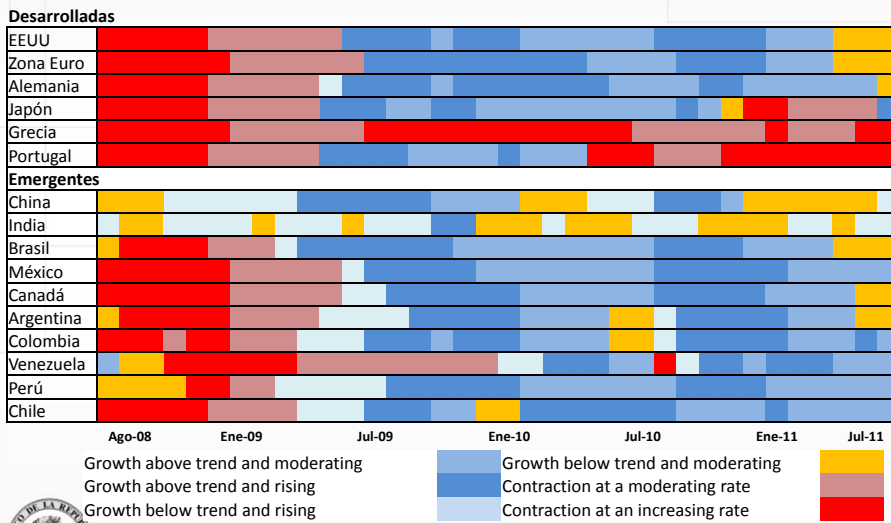 Desarrolladas
EEUU
Zona Euro
Alemania
Japón
Grecia
Portugal
Emergentes
China
India
Brasil
México
Canadá
Argentina
Colombia
Venezuela
Perú
Chile
Ago-08 Ene-09 Jul-09 Ene-10 Jul-10 Ene-11 Jul-11
Growth above trend and moderating Growth below trend and moderating
Growth above trend and rising Contraction at a moderating rate
Growth below trend and rising Contraction at an increasing rate